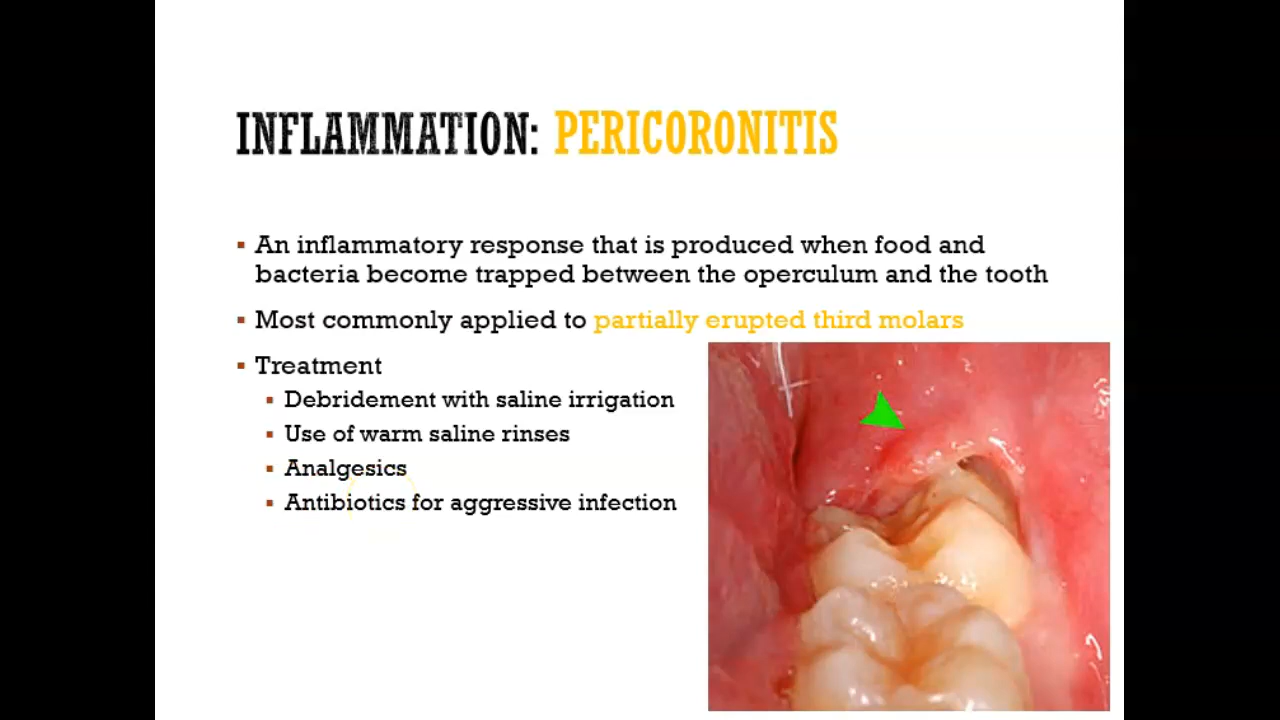 INFLAMMATION: PERICORONITIS
▪ An inflammatory response that is produced when food and
bacteria become trapped between the operculum and the tooth
▪ Most commonly applied to partially erupted third molars
▪ Treatment
▪ Debridement with saline irrigation
▪ Use of warm saline rinses
▪ Analgesics
▪ Antibiotics for aggressive infection